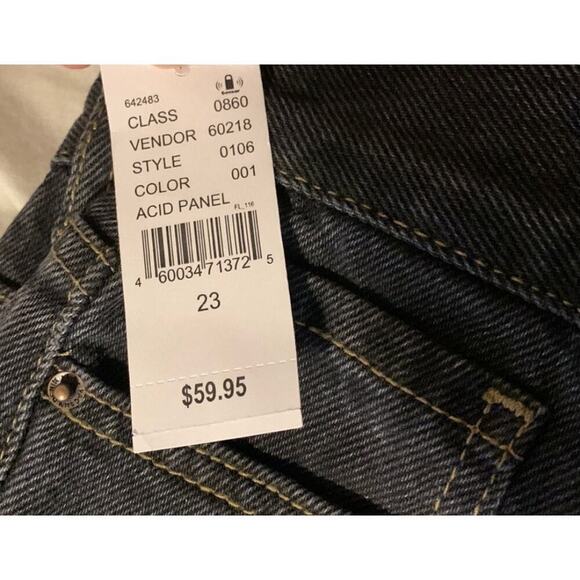 642483
CLASS 0860
VENDOR 60218
STYLE 0106
COLOR 001
ACID PANEL FL_116
4 60034 71372 5
23
$59.95